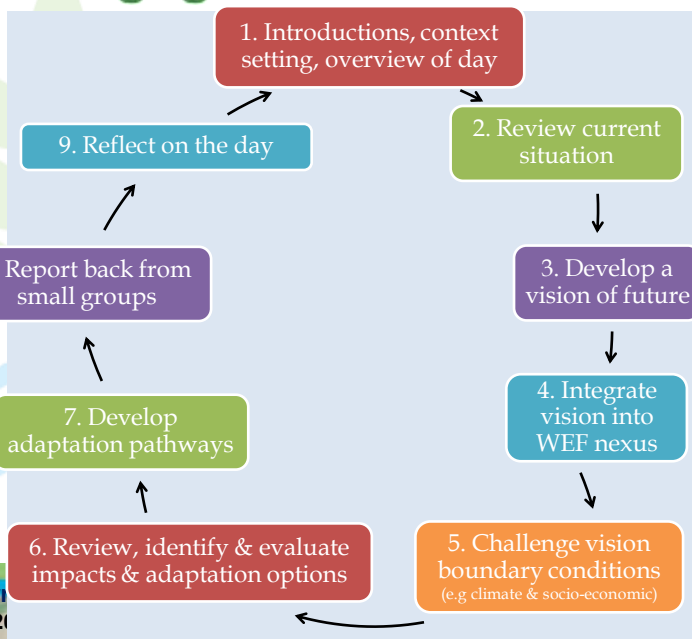 1. Introductions, context
setting, overview of day
2. Review current
situation
3. Develop a
vision of future
4. Integrate
vision into
WEF nexus
5. Challenge vision
boundary conditions
(e.g climate & socio-economic)
6. Review, identify & evaluate
impacts & adaptation options
7. Develop
adaptation pathways
Report back from
small groups
9. Reflect on the day